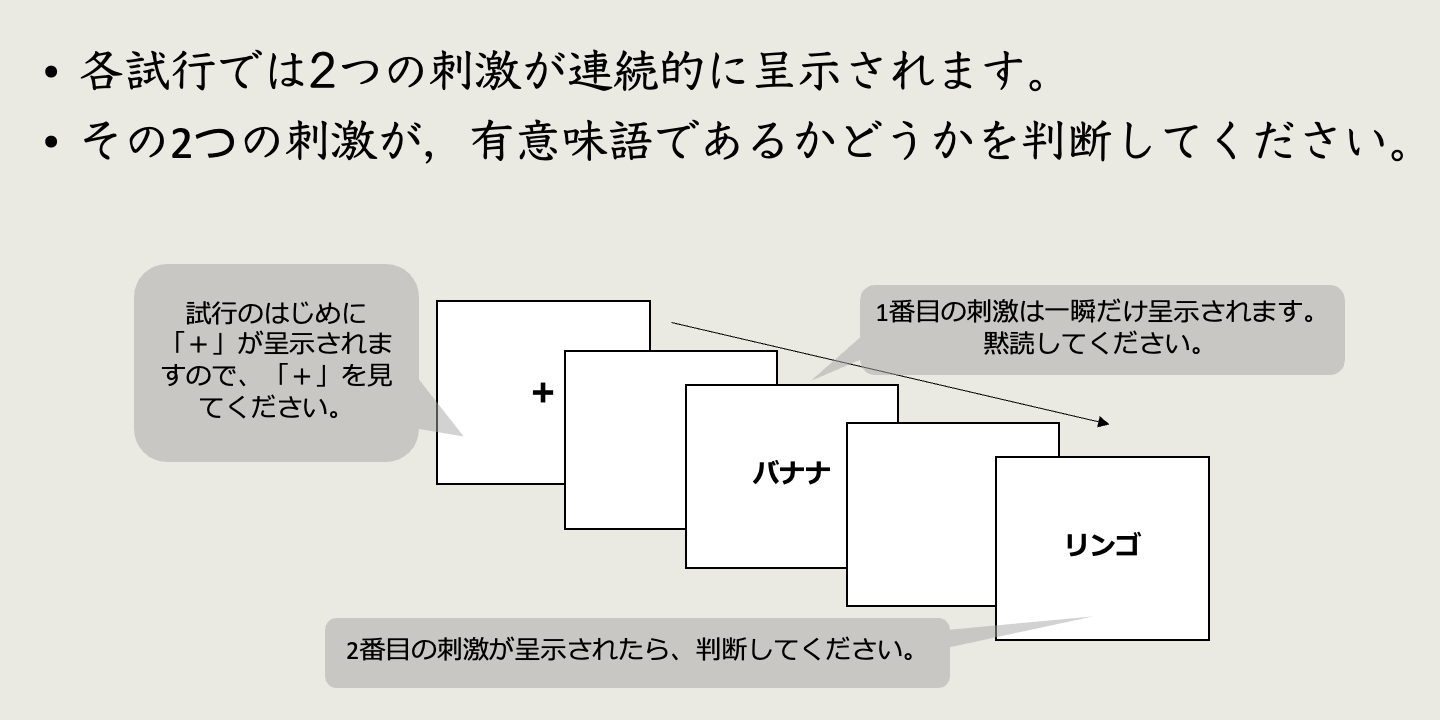 • 各試行では2つの刺激が連続的に呈示されます。
• その2つの刺激が，有意味語であるかどうかを判断してください。
試行のはじめに
「＋」が呈示されま
すので、「＋」を見
てください。
1番目の刺激は一瞬だけ呈示されます。
黙読してください。
+
バナナ
リンゴ
2番目の刺激が呈示されたら、判断してください。